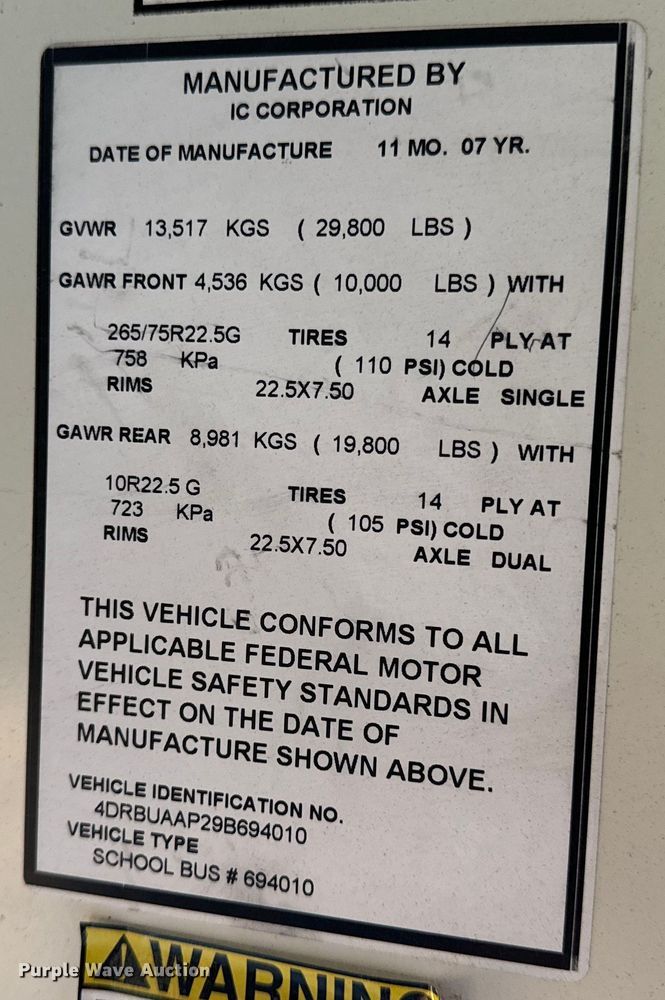 MANUFACTURED BY
IC CORPORATION
DATE OF MANUFACTURE 11 MO. 07 YR.
GVWR 13,517 KGS ( 29,800 LBS )
GAWR FRONT 4,536 KGS ( 10,000 LBS ) WITH
265/75R22.5G TIRES 14 PLY AT
758 KPa ( 110 PSI) COLD
RIMS 22.5X7.50 AXLE SINGLE
GAWR REAR 8,981 KGS ( 19,800 LBS ) WITH
10R22.5 G TIRES 14 PLY AT
723 KPa ( 105 PSI) COLD
RIMS 22.5X7.50 AXLE DUAL
THIS VEHICLE CONFORMS TO ALL
APPLICABLE FEDERAL MOTOR
VEHICLE SAFETY STANDARDS IN
EFFECT ON THE DATE OF
MANUFACTURE SHOWN ABOVE.
VEHICLE IDENTIFICATION NO.
4DRBUAAP29B694010
VEHICLE TYPE
SCHOOL BUS # 694010
WARNING
Purple Wave Auction